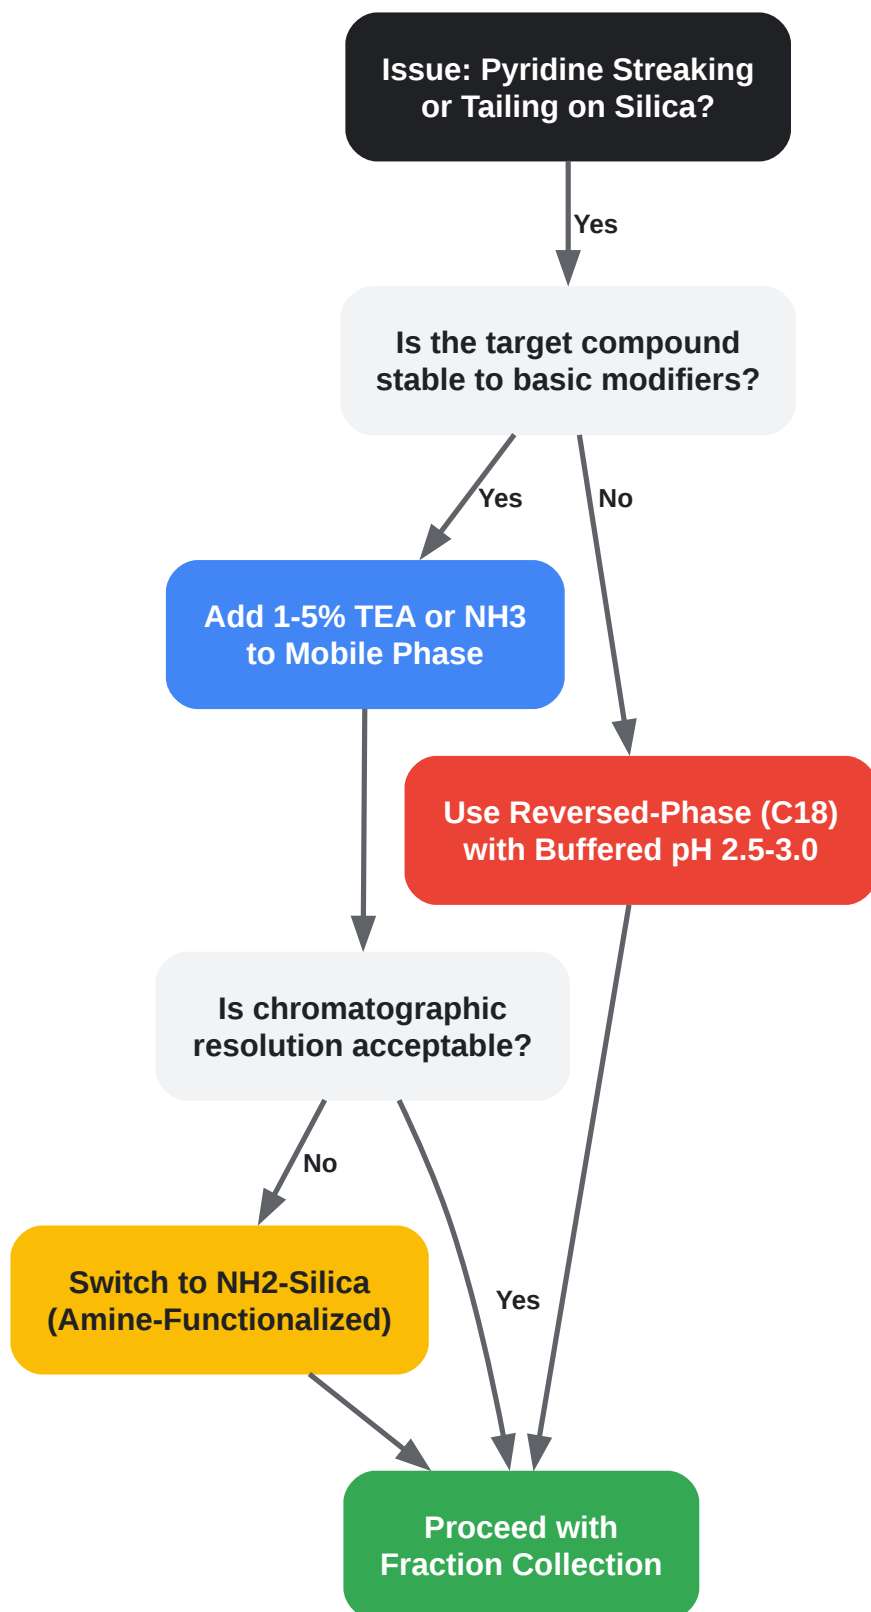 Issue: Pyridine Streaking
or Tailing on Silica?
Yes
Is the target compound
stable to basic modifiers?
Yes
No
Add 1-5% TEA or NH3
to Mobile Phase
Use Reversed-Phase (C18)
with Buffered pH 2.5-3.0
Is chromatographic
resolution acceptable?
No
Switch to NH2-Silica
(Amine-Functionalized)
Yes
Proceed with
Fraction Collection